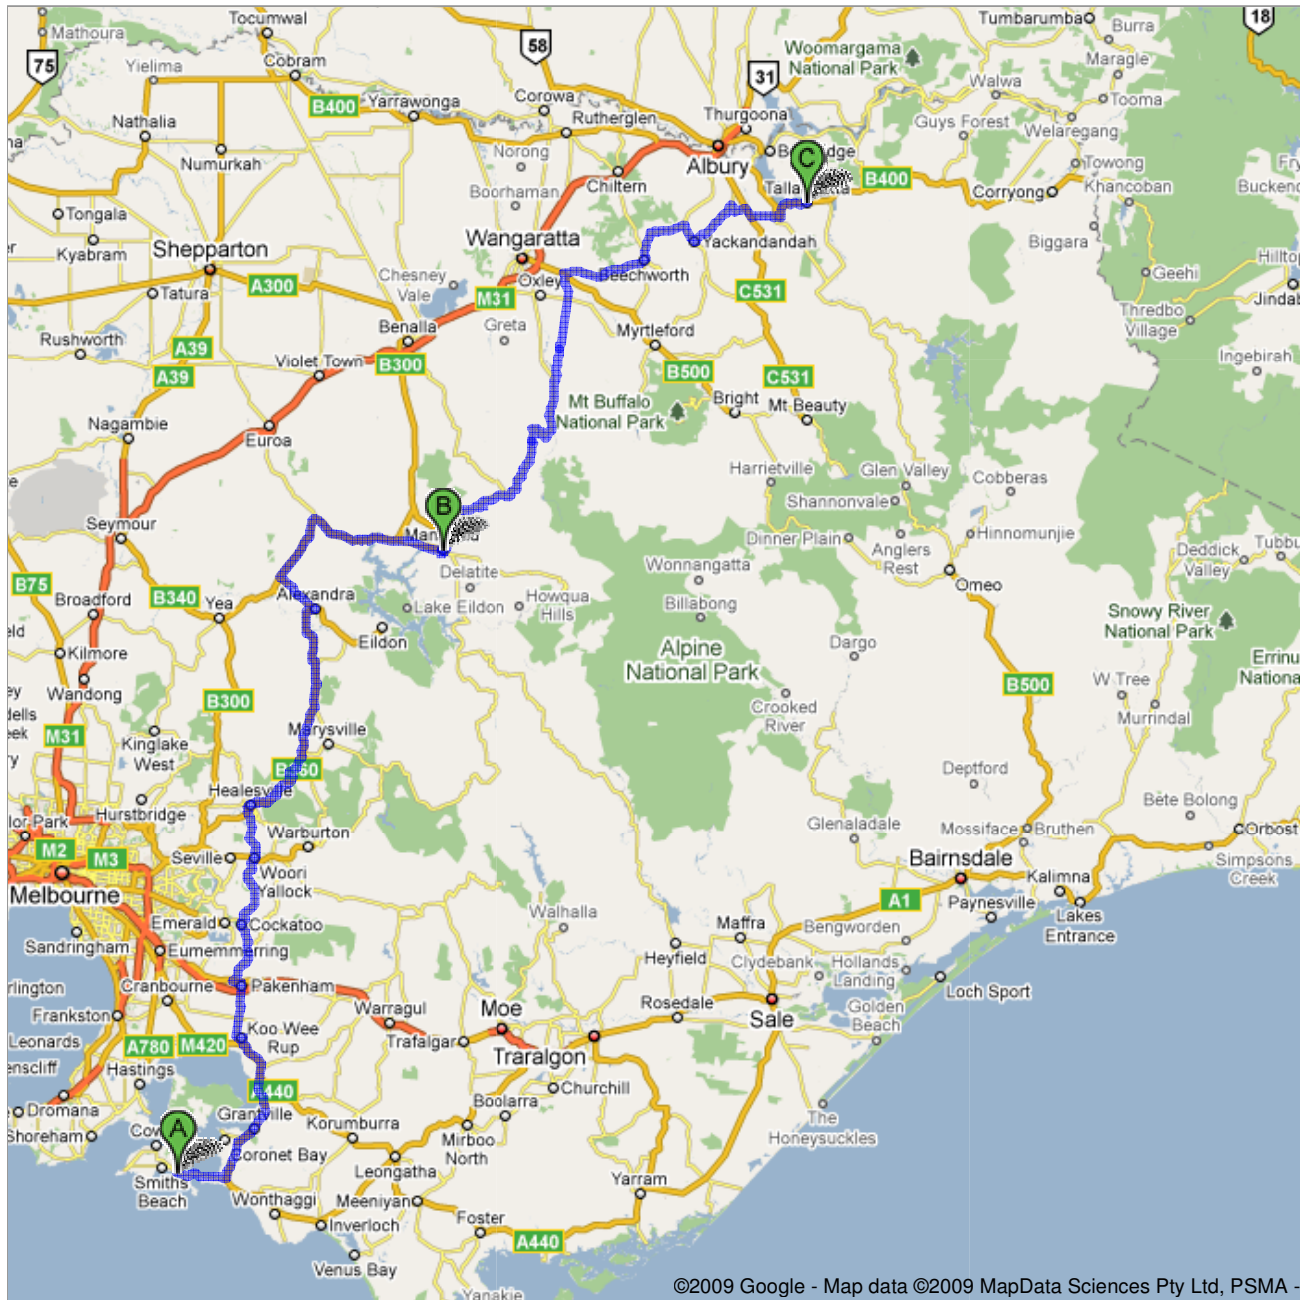 Tocumwal
Mathoura
75
Yielima
Cobram
58
Woomargama
National Park
31
Tumbarumba
Burra
18
Maragle
B400
Yarrawonga
Corowa
Thurgoona
Walwa
Tooma
Nathalia
Rutherglen
Guys Forest
Welaregang
Numurkah
Norong
Albury
C
Towong
Boorhaman
Chiltern
B400
Corryong
Khancoban
Tongala
Kyabram
Shepparton
Wangaratta
Yackandandah
Biggara
Chesney
Vale
Oxley
Beechworth
Geehi
Tatura
A300
M31
C531
Thredbo
Village
Rushworth
Benalla
Greta
Myrtleford
A39
Violet Town
B300
Ingebirah
A39
B500
C531
Nagambie
Mt Buffalo
National Park
Bright
Mt Beauty
Euroa
Harrietville
Glen Valley
Cobberas
Shannonvale
Seymour
B
Dinner Plain
Hinnomunjie
Anglers
Rest
Deddick
Valley
B75
Delatite
Wonnangatta
Omeo
Broadford
B340
Yea
Alexandra
Lake Eildon
Howqua
Hills
Billabong
Snowy River
National Park
Kilmore
Eildon
Alpine
National Park
Dargo
Wandong
B300
Crooked
River
B500
W Tree
Murrindal
M31
Kinglake
West
Marysville
Deptford
Healesville
Bete Bolong
Hurstbridge
Glenaladale
Mossiface
Bruthen
Orbost
M2
M3
Warburton
Seville
Simpsons
Creek
Melbourne
Woori
Yallock
Bairnsdale
Kalimna
A1
Paynesville
Emerald
Cockatoo
Walhalla
Maffra
Bengworden
Lakes
Entrance
Sandringham
Eumemmerring
Heyfield
Clydebank
Hollands
Landing
Cranbourne
Pakenham
Loch Sport
Frankston
Warragul
Moe
Rosedale
Sale
Golden
Beach
Koo Wee
Rup
Trafalgar
Traralgon
A780
M420
Hastings
A440
Churchill
Dromana
Grantville
Boolarra
The
Honeysuckles
Shoreham
A
Korumburra
Mirboo
North
Coronet Bay
Leongatha
Smiths
Beach
Yarram
Wonthaggi
Meeniyan
Inverloch
Foster
A440
Venus Bay
Yanakie
©2009 Google - Map data ©2009 MapData Sciences Pty Ltd, PSMA -